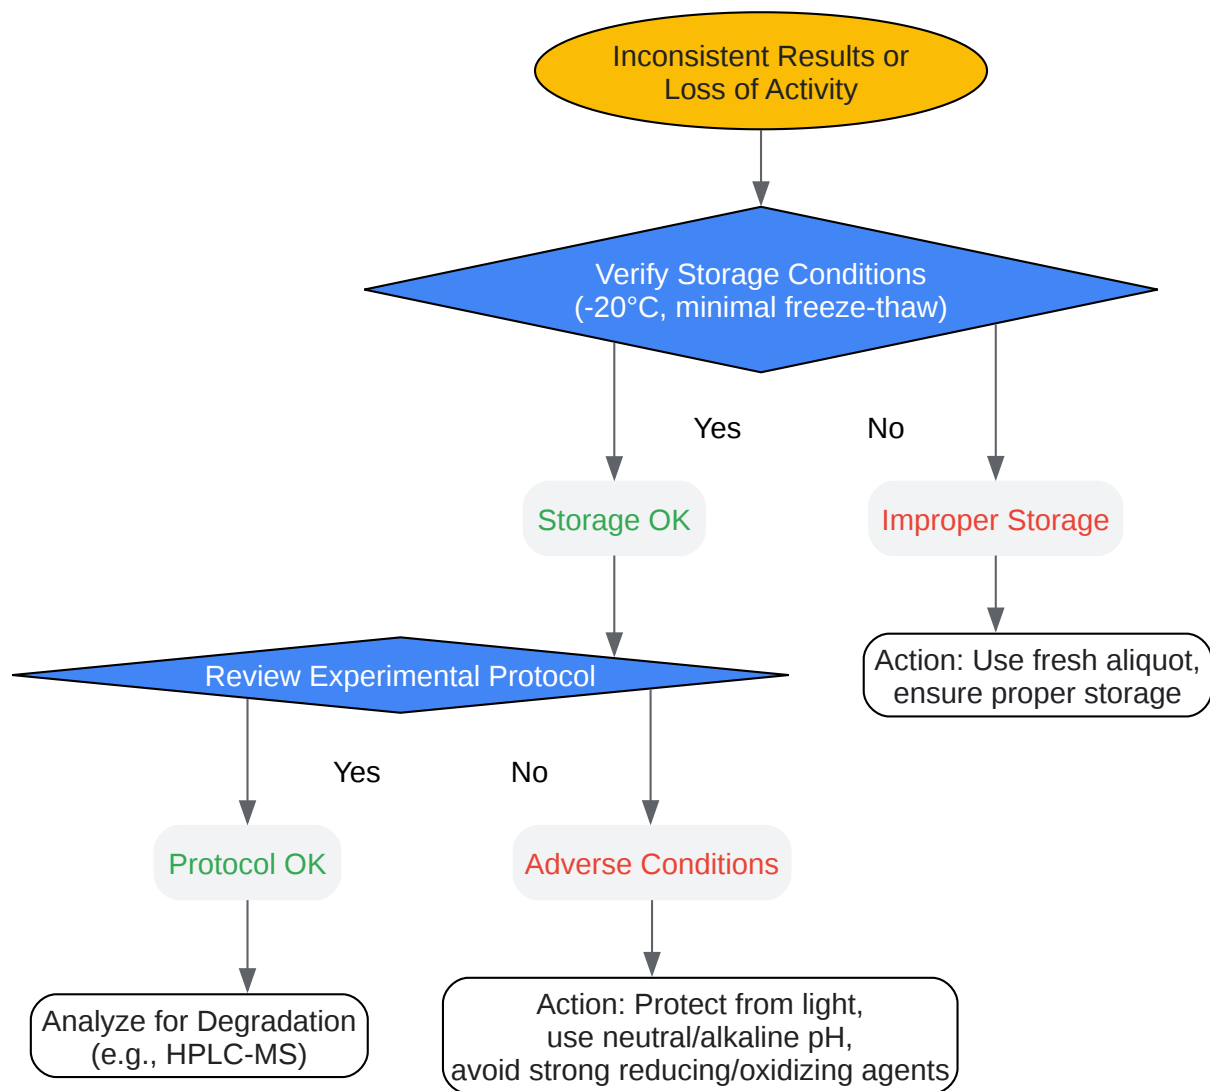 Inconsistent Results or
Loss of Activity
Verify Storage Conditions
(-20°C, minimal freeze-thaw)
Yes
No
Storage OK
Improper Storage
Action: Use fresh aliquot,
ensure proper storage
Review Experimental Protocol
Yes
No
Protocol OK
Adverse Conditions
Analyze for Degradation
(e.g., HPLC-MS)
Action: Protect from light,
use neutral/alkaline pH,
avoid strong reducing/oxidizing agents